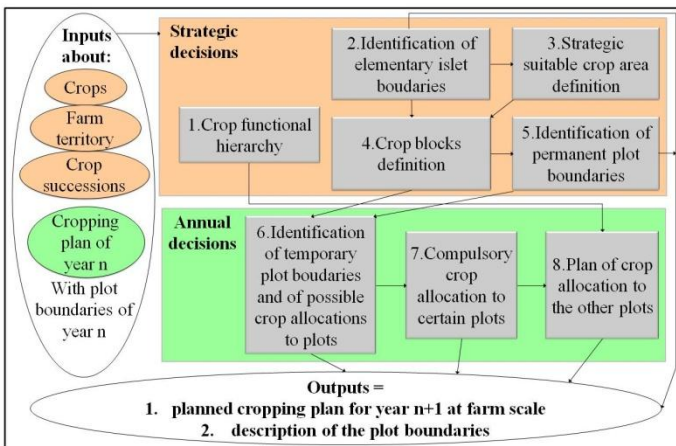 Inputs
about:
Crops
Farm
territory
Crop
successions
Cropping
plan of
year n
With plot
boundaries of
year n
Strategic
decisions
1.Crop functional
hierarchy
2.Identification of
elementary islet
boudaries
3.Strategic
suitable crop area
definition
4.Crop blocks
definition
5.Identification of
permanent plot
boundaries
Annual
decisions
6.Identification
of temporary
plot boudaries
and of possible
crop allocations
to plots
7.Compulsory
crop
allocation to
certain plots
8.Plan of crop
allocation to
the other plots
Outputs =
1. planned cropping plan for year n+1 at farm scale
2. description of the plot boundaries